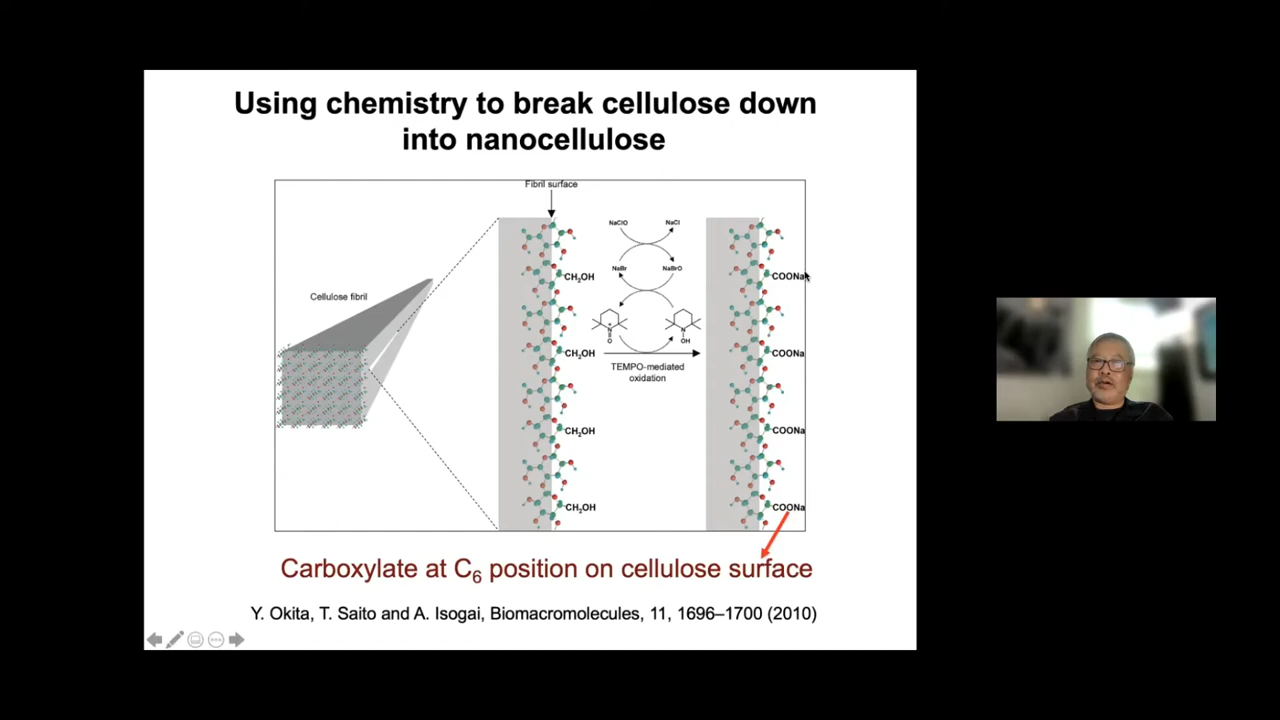 Using chemistry to break cellulose down
into nanocellulose
Fibril surface
Cellulose fibril
NaClO
NaCl
NaBr
NaBrO
CH₂OH
CH₂OH
CH₂OH
CH₂OH
N
O
N
OH
TEMPO-mediated
oxidation
COONa
COONa
COONa
COONa
Carboxylate at C₆ position on cellulose surface
Y. Okita, T. Saito and A. Isogai, Biomacromolecules, 11, 1696–1700 (2010)